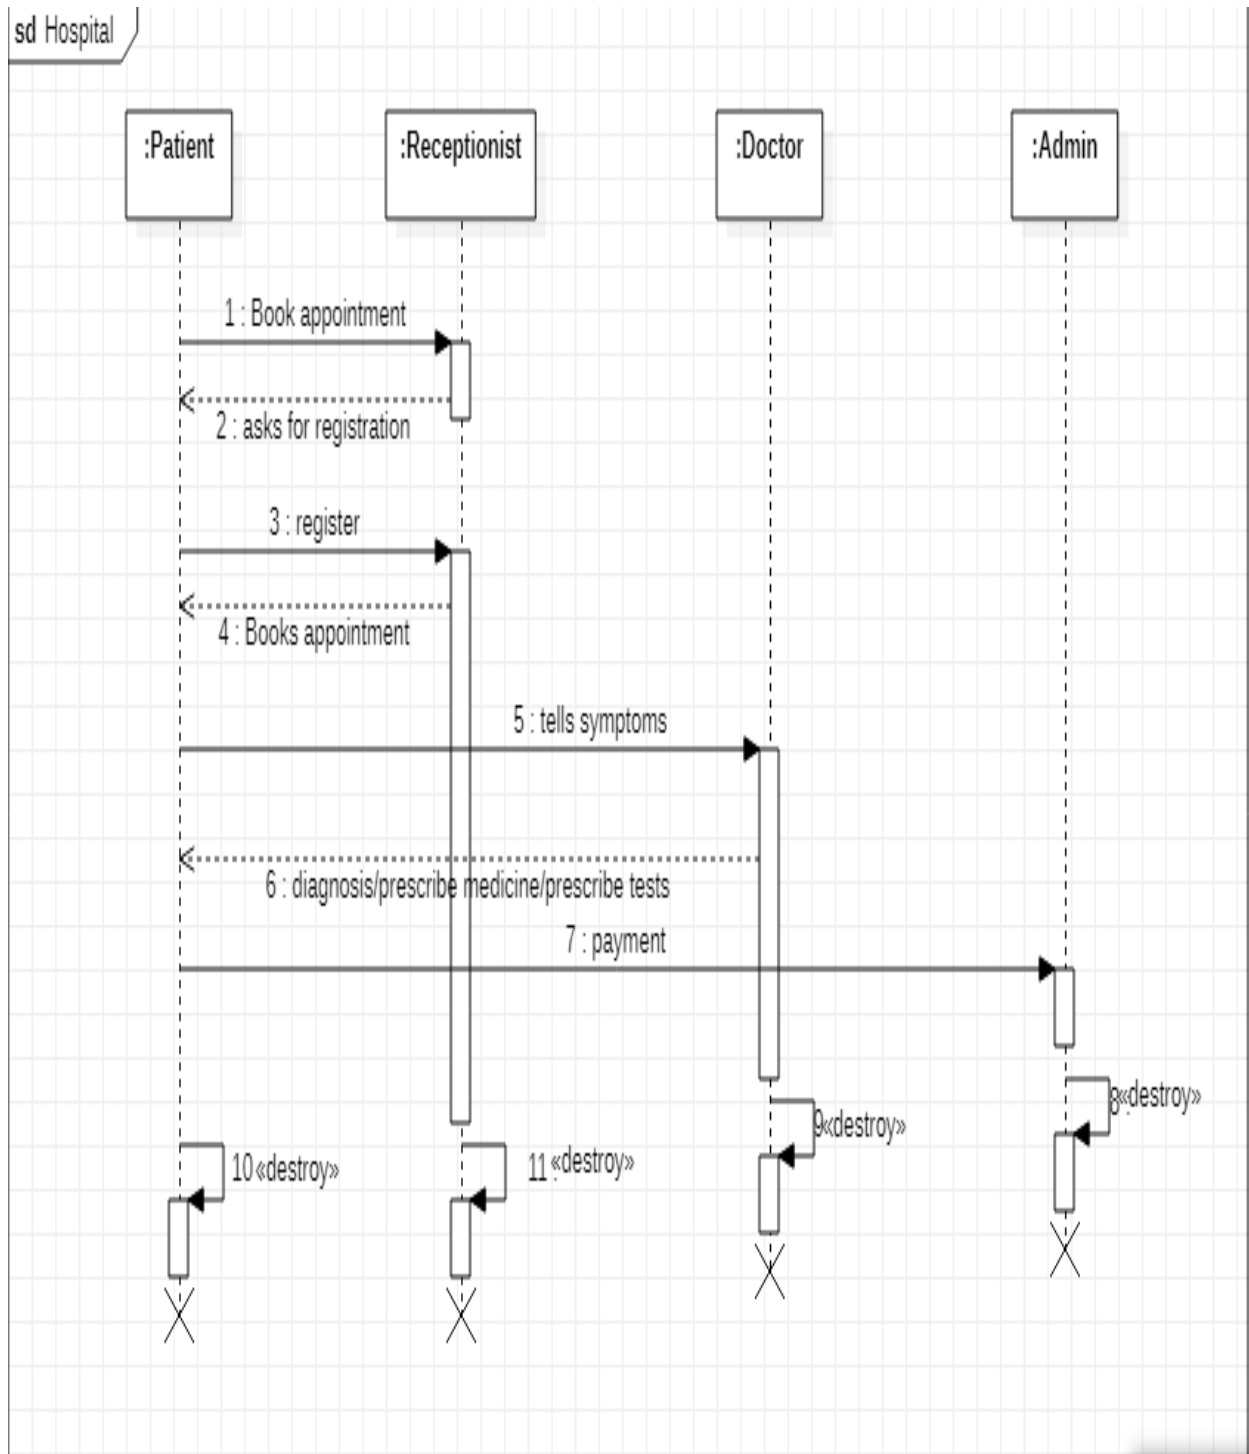 sd Hospital
:Patient
:Receptionist
:Doctor
:Admin
1 : Book appointment
2 : asks for registration
3 : register
4 : Books appointment
5 : tells symptoms
6 : diagnosis/prescribe medicine/prescribe tests
7 : payment
8 : «destroy»
9 «destroy»
10 «destroy»
11 : «destroy»